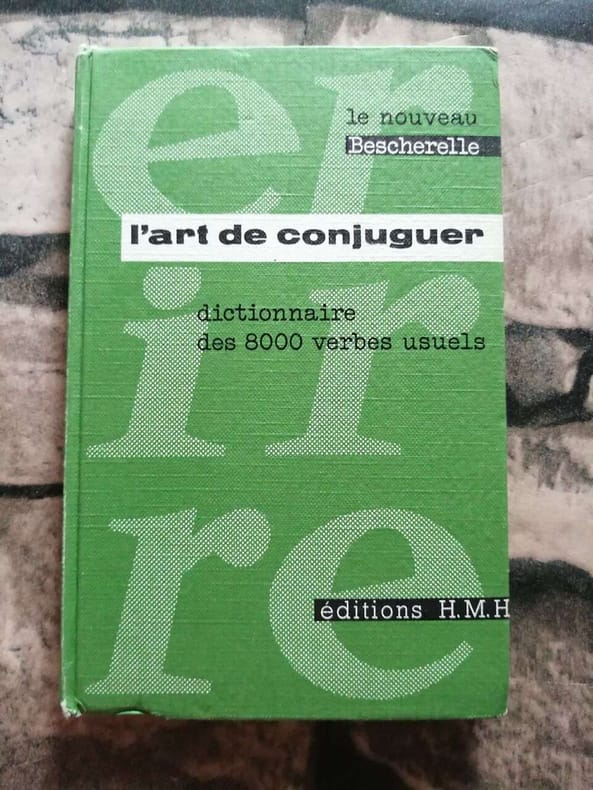 er
le nouveau
Bescherelle
l'art de conjuguer
ir
dictionnaire
des 8000 verbes usuels
re
éditions H.M.H